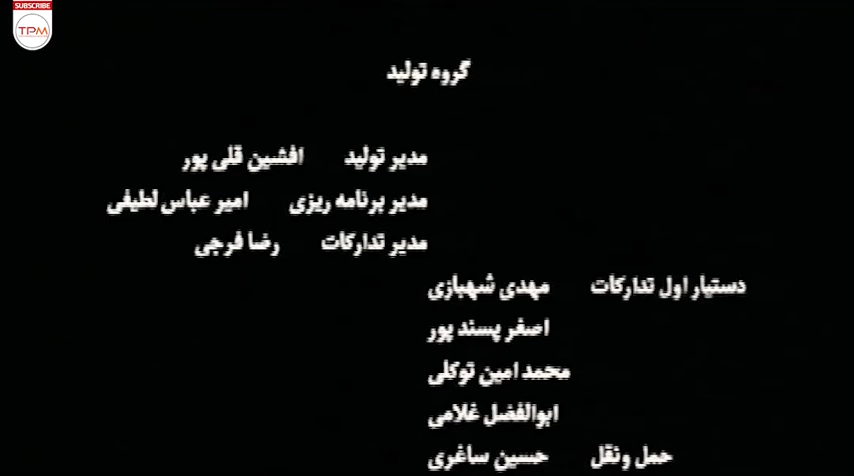 SUBSCRIBE
TPM
گروه تولید
مدیر تولید افشین قلی پور
مدیر برنامه ریزی امیر عباس لطیفی
مدیر تدارکات رضا فرجی
دستیار اول تدارکات مهدی شهبازی
اصغر پسند پور
محمد امین توکلی
ابوالفضل غلامی
حمل ونقل حسین ساغری